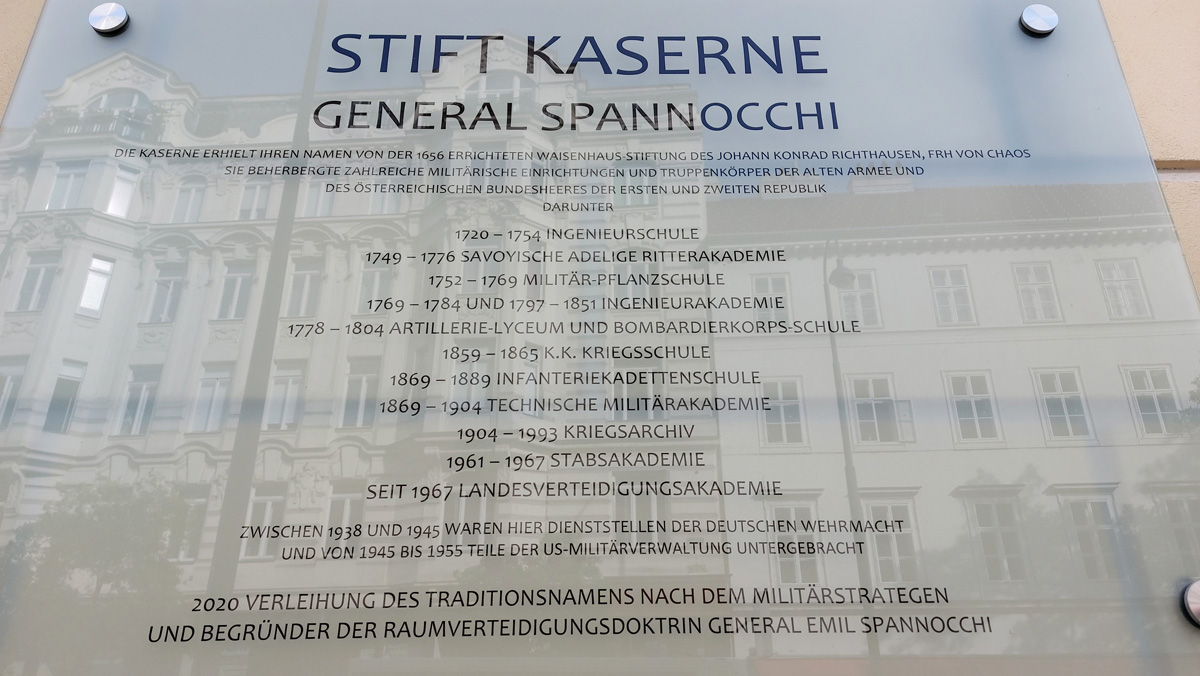 STIFT KASERNE
GENERAL SPANNOCCHI
DIE KASERNE ERHIELT IHREN NAMEN VON DER 1656 ERRICHTETEN WAISENHAUS-STIFTUNG DES JOHANN KONRAD RICHTHAUSEN, FRH VON CHAOS
SIE BEHERBERGTE ZAHLREICHE MILITÄRISCHE EINRICHTUNGEN UND TRUPPENKÖRPER DER ALTEN ARMEE UND
DES ÖSTERREICHISCHEN BUNDESHEERES DER ERSTEN UND ZWEITEN REPUBLIK
DARUNTER
1720 – 1754 INGENIEURSCHULE
1749 – 1776 SAVOYISCHE ADELIGE RITTERAKADEMIE
1752 – 1769 MILITÄR-PFLANZSCHULE
1769 – 1784 UND 1797 – 1851 INGENIEURAKADEMIE
1778 – 1804 ARTILLERIE-LYCEUM UND BOMBARDIERKORPS-SCHULE
1859 – 1865 K.K. KRIEGSSCHULE
1869 – 1889 INFANTERIEKADETTENSCHULE
1869 – 1904 TECHNISCHE MILITÄRAKADEMIE
1904 – 1993 KRIEGSARCHIV
1961 – 1967 STABSAKADEMIE
SEIT 1967 LANDESVERTEIDIGUNGSAKADEMIE
ZWISCHEN 1938 UND 1945 WAREN HIER DIENSTSTELLEN DER DEUTSCHEN WEHRMACHT
UND VON 1945 BIS 1955 TEILE DER US-MILITÄRVERWALTUNG UNTERGEBRACHT
2020 VERLEIHUNG DES TRADITIONSNAMENS NACH DEM MILITÄRSTRATEGEN
UND BEGRÜNDER DER RAUMVERTEIDIGUNGSDOKTRIN GENERAL EMIL SPANNOCCHI